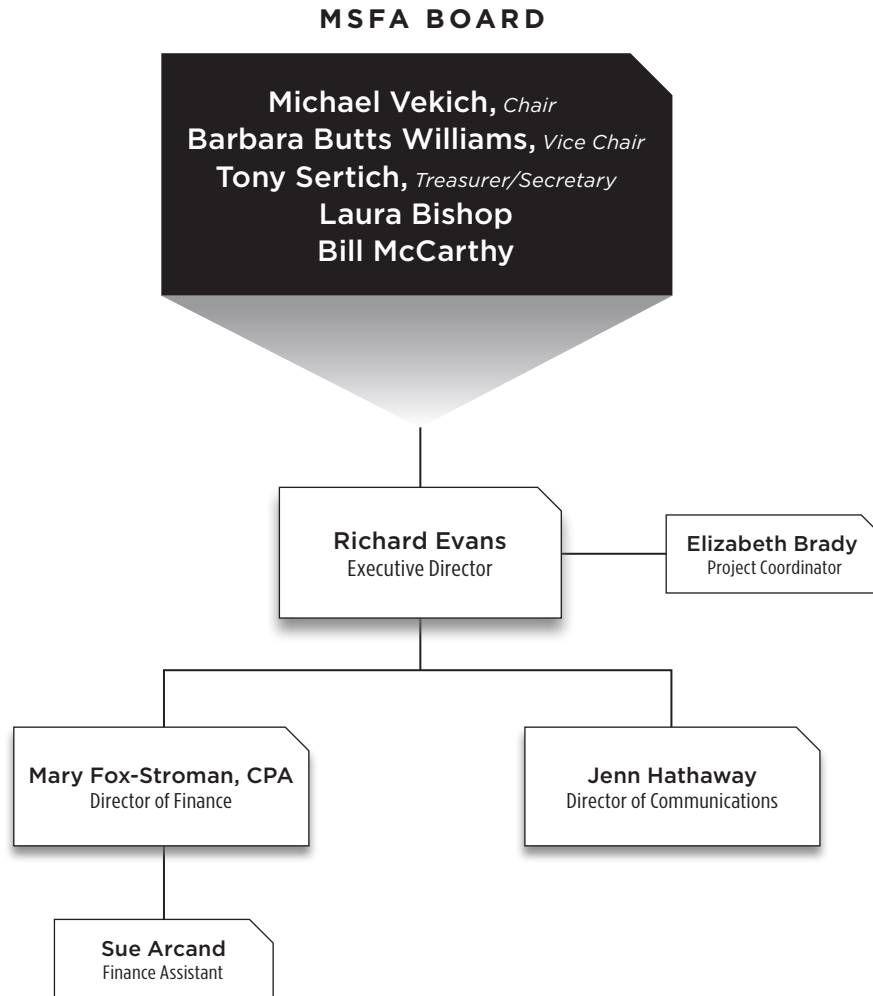 MSFA BOARD
Michael Vekich, Chair
Barbara Butts Williams, Vice Chair
Tony Sertich, Treasurer/Secretary
Laura Bishop
Bill McCarthy
Richard Evans
Executive Director
Elizabeth Brady
Project Coordinator
Mary Fox-Stroman, CPA
Director of Finance
Jenn Hathaway
Director of Communications
Sue Arcand
Finance Assistant